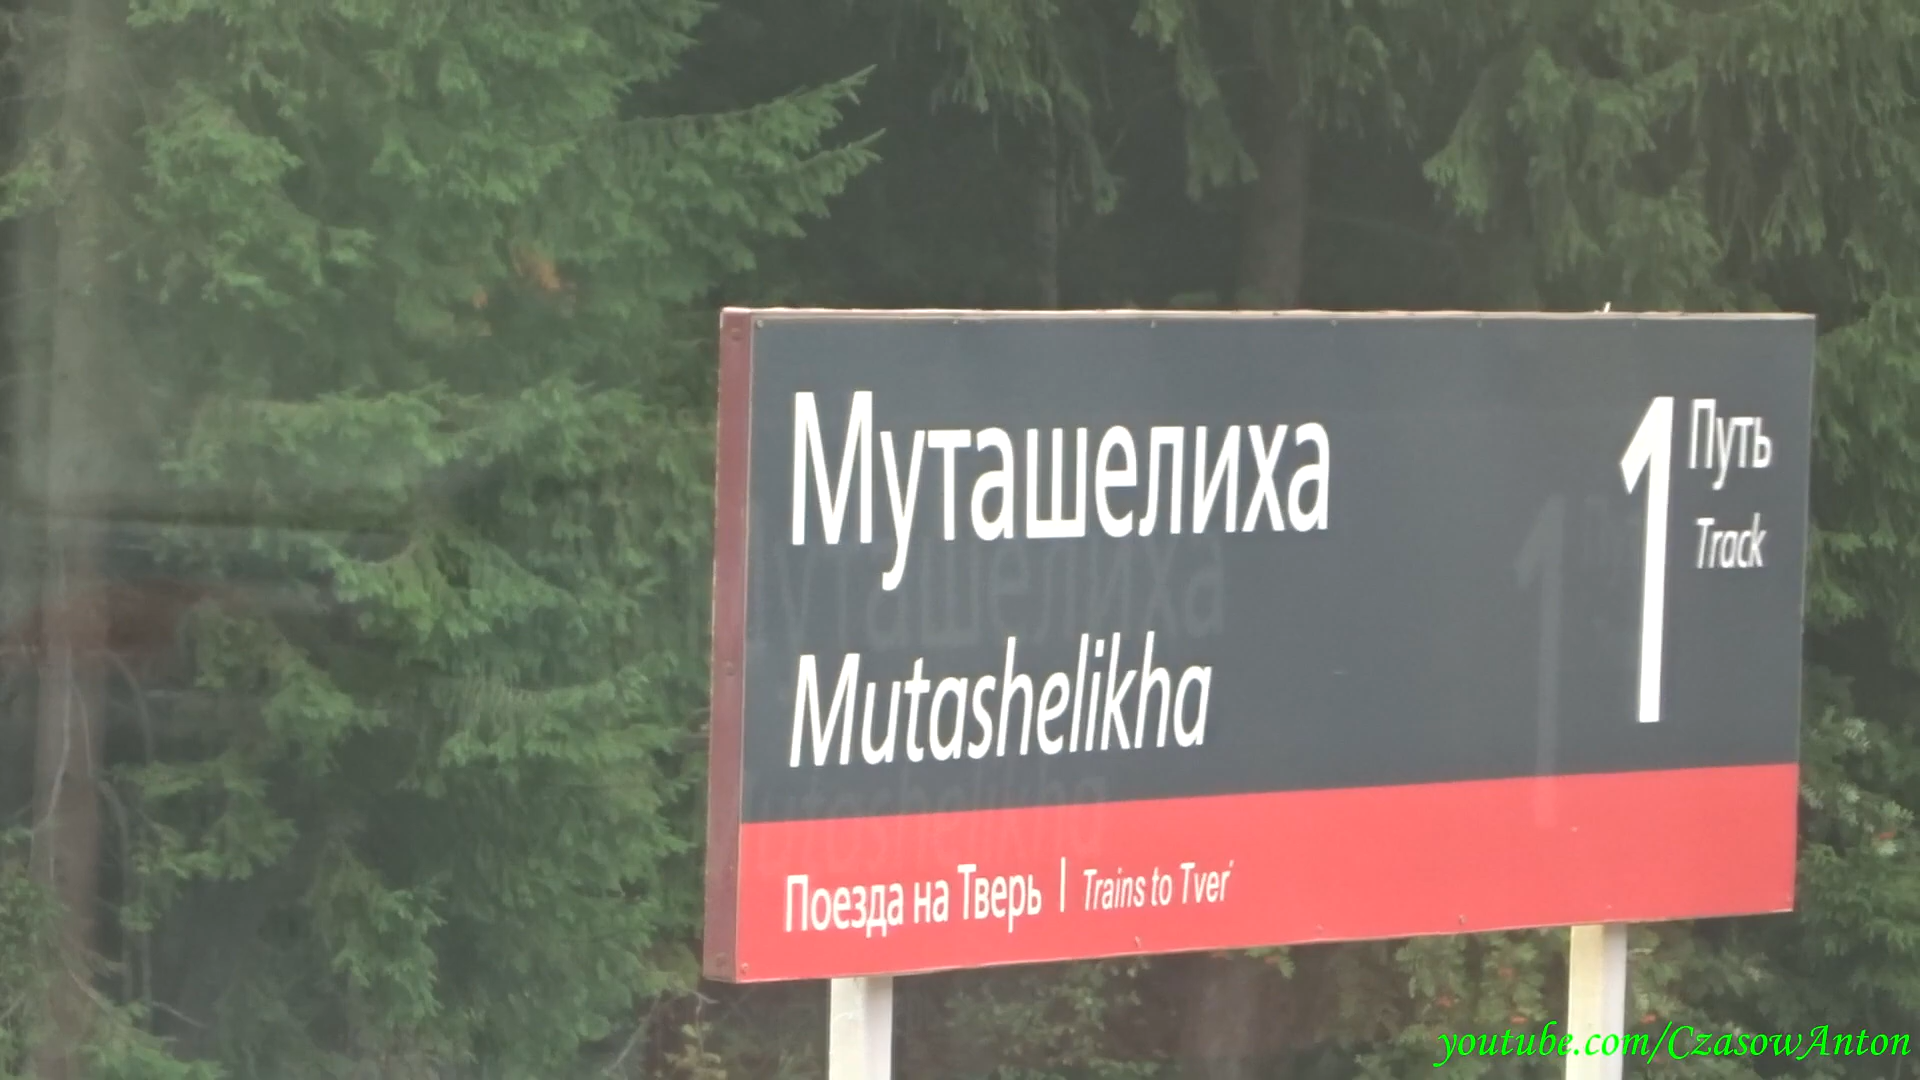 Муташелиха
1 Путь
Track
Mutashelikha
Поезда на Тверь | Trains to Tver'
youtube.com/CzasowAnton